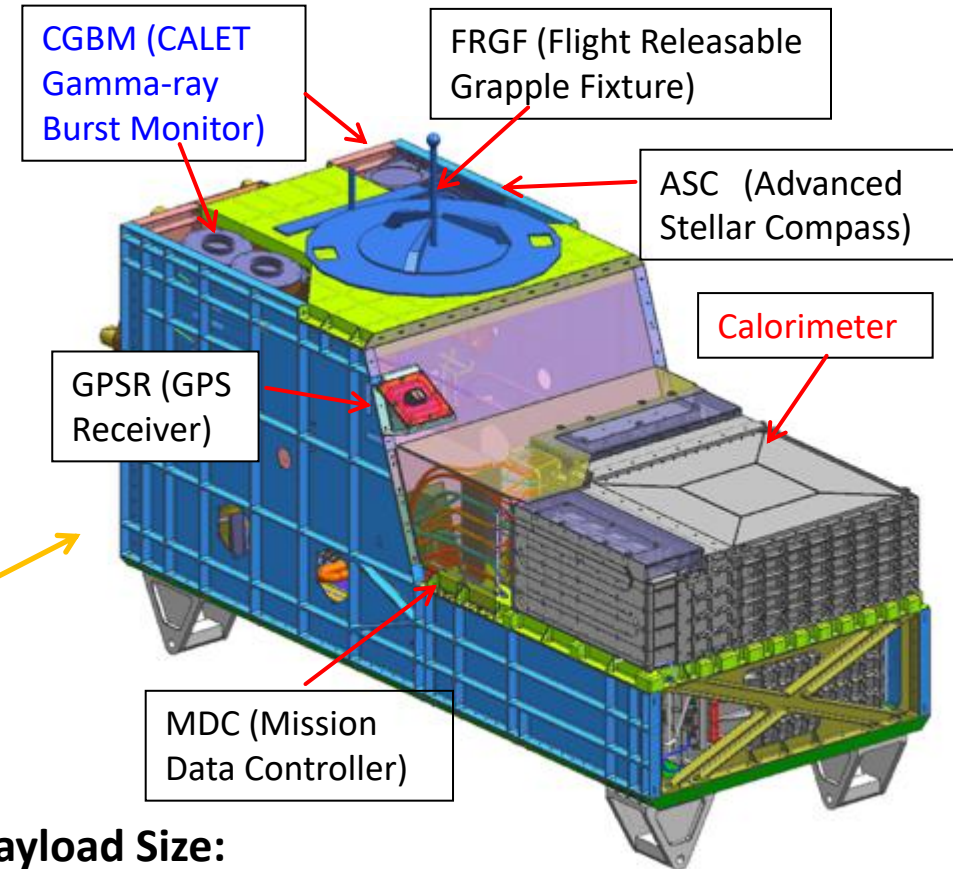 CGBM (CALET
Gamma-ray
Burst Monitor)
FRGF (Flight Releasable
Grapple Fixture)
ASC (Advanced
Stellar Compass)
Calorimeter
GPSR (GPS
Receiver)
MDC (Mission
Data Controller)
ayload Size: